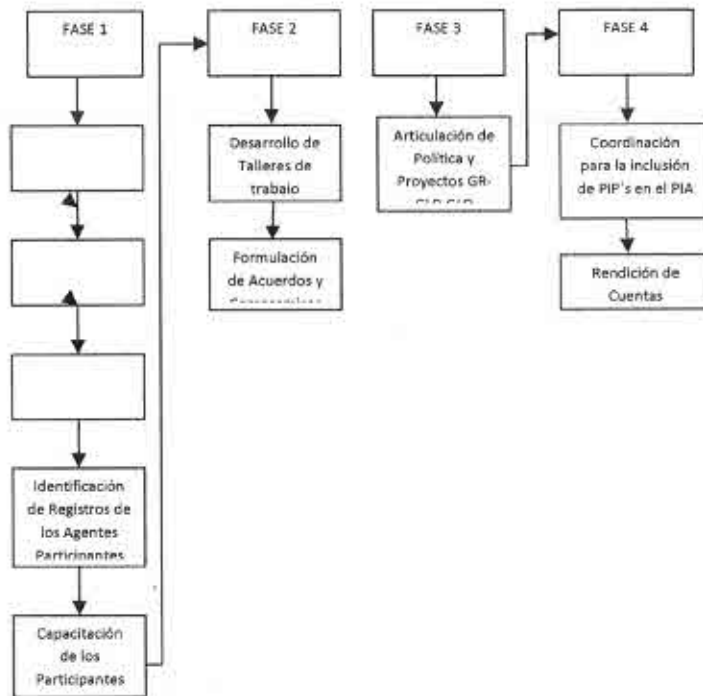 FASE 1
FASE 2
FASE 3
FASE 4
Identificación
de Registros de
los Agentes
Participantes
Capacitación
de los
Participantes
Desarrollo de
Talleres de
trabajo
Formulación
de Acuerdos y
Articulación de
Política y
Proyectos GR-
Coordinación
para la inclusión
de PIP's en el PIA
Rendición de
Cuentas